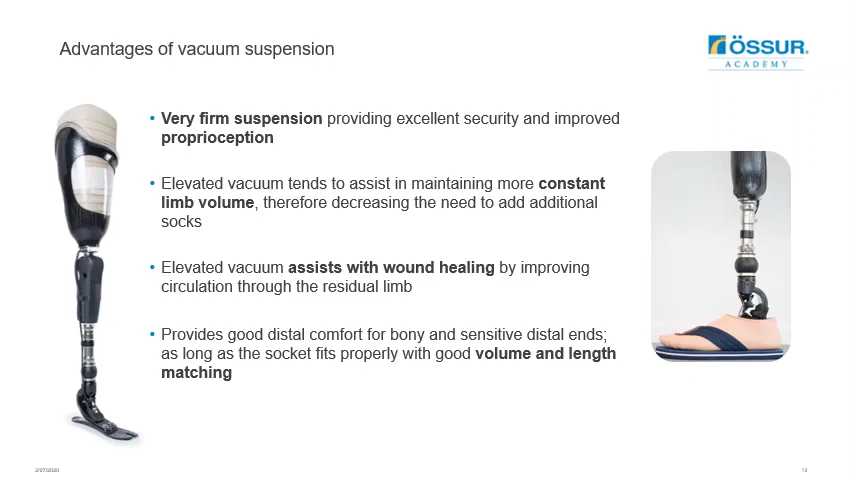 Advantages of vacuum suspension
ÖSSUR®
ACADEMY
• Very firm suspension providing excellent security and improved
proprioception
• Elevated vacuum tends to assist in maintaining more constant
limb volume, therefore decreasing the need to add additional
socks
• Elevated vacuum assists with wound healing by improving
circulation through the residual limb
• Provides good distal comfort for bony and sensitive distal ends;
as long as the socket fits properly with good volume and length
matching
2/27/2020
13